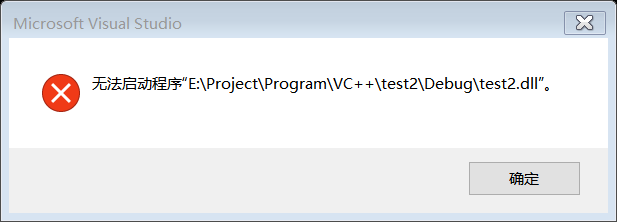 Microsoft Visual Studio
无法启动程序“E:\Project\Program\VC++\test2\Debug\test2.dll”。
确定